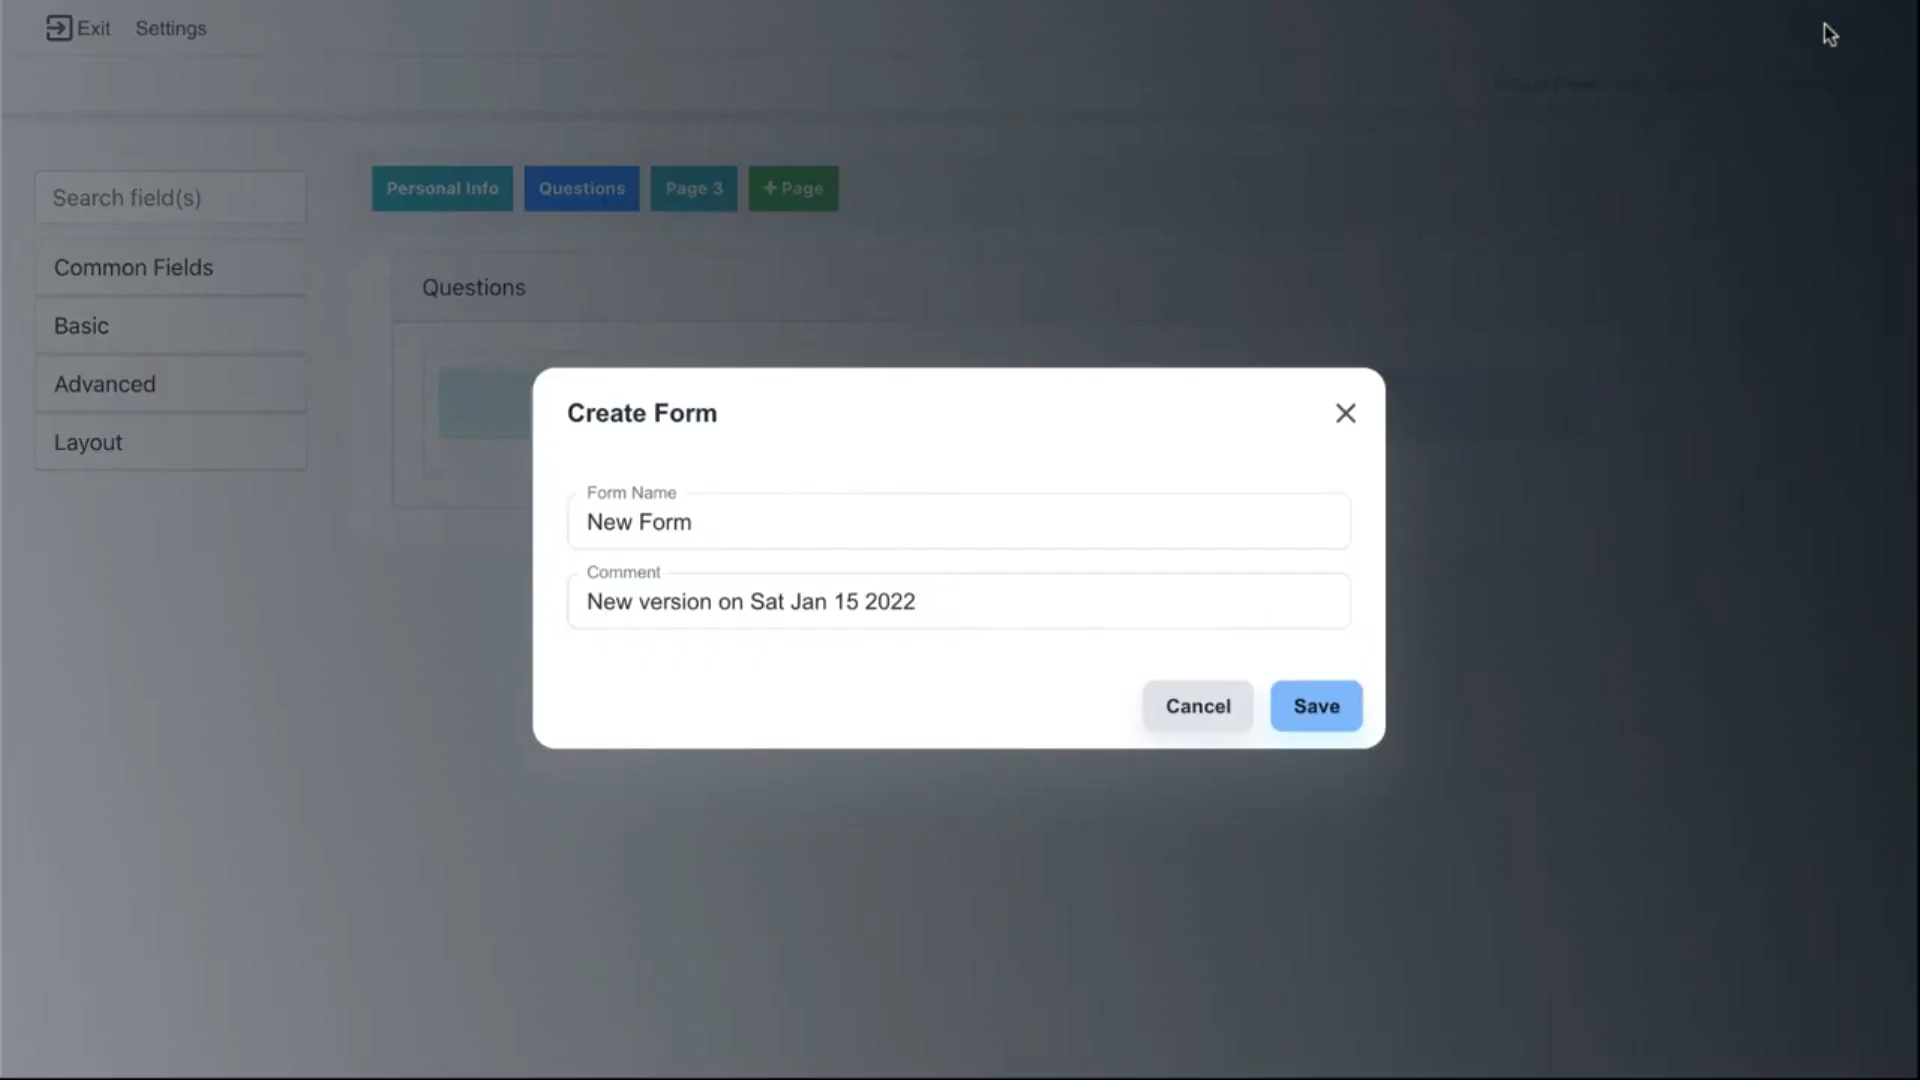 Exit Settings
Search field(s)
Personal Info Questions Page 3 + Page
Common Fields
Questions
Basic
Advanced
Layout
Create Form
Form Name
New Form
Comment
New version on Sat Jan 15 2022
Cancel Save